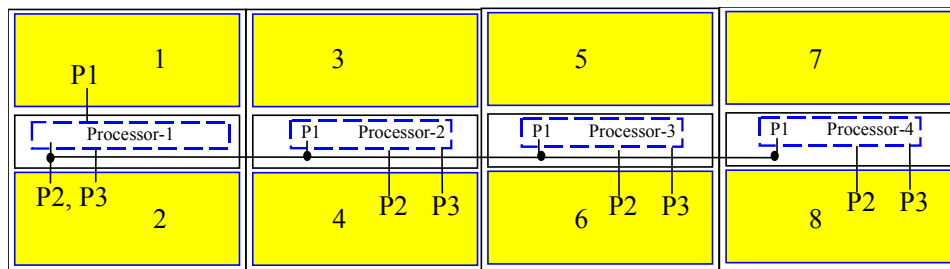 1 3 5 7
P1
Processor-1 P1 Processor-2 P1 Processor-3 P1 Processor-4
P2, P3 P2 P3 P2 P3 P2 P3
2 4 6 8